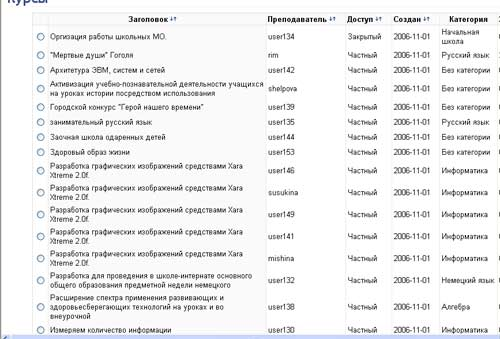 Курсы
Заголовок Преподаватель Доступ Создан Категория
Оргизация работы школьных МО. user134 Закрытый 2006-11-01 Начальная
школа
"Мертвые души" Гоголя rim Частный 2006-11-01 Русский язык
Архитектура ЭВМ, систем и сетей user142 Частный 2006-11-01 Без категории
Активизация учебно-познавательной деятельности учащихся
на уроках истории посредством использования shelpova Частный 2006-11-01 Без категории
Городской конкурс "Герой нашего времени" user139 Частный 2006-11-01 Без категории
занимательный русский язык user135 Частный 2006-11-01 Русский язык
Заочная школа одаренных детей user144 Частный 2006-11-01 Без категории
Здоровый образ жизни user153 Частный 2006-11-01 Без категории
Разработка графических изображений средствами Xara
Xtreme 2.0f. user146 Частный 2006-11-01 Информатика
Разработка графических изображений средствами Xara
Xtreme 2.0f. susukina Частный 2006-11-01 Информатика
Разработка графических изображений средствами Xara
Xtreme 2.0f. user149 Частный 2006-11-01 Информатика
Разработка графических изображений средствами Xara
Xtreme 2.0f. user141 Частный 2006-11-01 Информатика
Разработка графических изображений средствами Xara
Xtreme 2.0f. mishina Частный 2006-11-01 Информатика
Разработка для проведения в школе-интернате основного
общего образования предметной недели немецкого user132 Частный 2006-11-01 Немецкий язык
Расширение спектра применения развивающих и
здоровьесберегающих технологий на уроках и во
внеурочной user138 Частный 2006-11-01 Алгебра
Измеряем количество информации user130 Частный 2006-11-01 Информатика